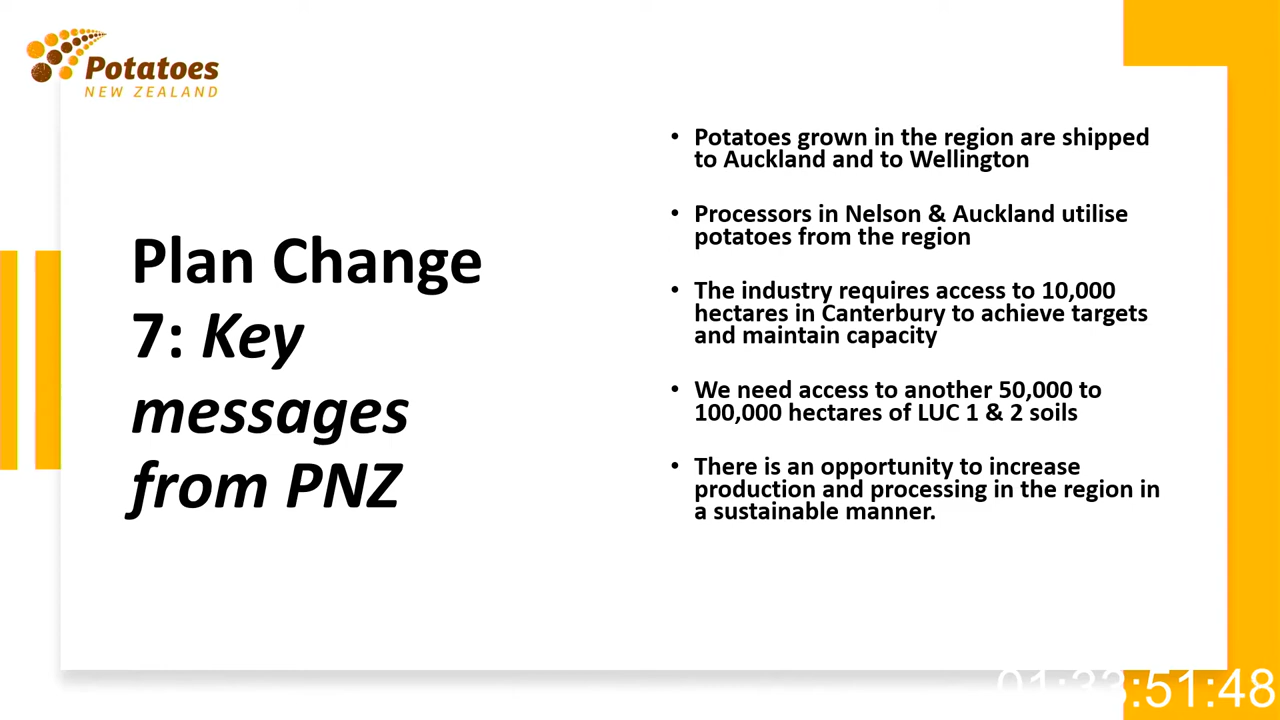 Potatoes
NEW ZEALAND
Plan Change
7: Key
messages
from PNZ
• Potatoes grown in the region are shipped
to Auckland and to Wellington
• Processors in Nelson & Auckland utilise
potatoes from the region
• The industry requires access to 10,000
hectares in Canterbury to achieve targets
and maintain capacity
• We need access to another 50,000 to
100,000 hectares of LUC 1 & 2 soils
• There is an opportunity to increase
production and processing in the region in
a sustainable manner.
01:33:51:48